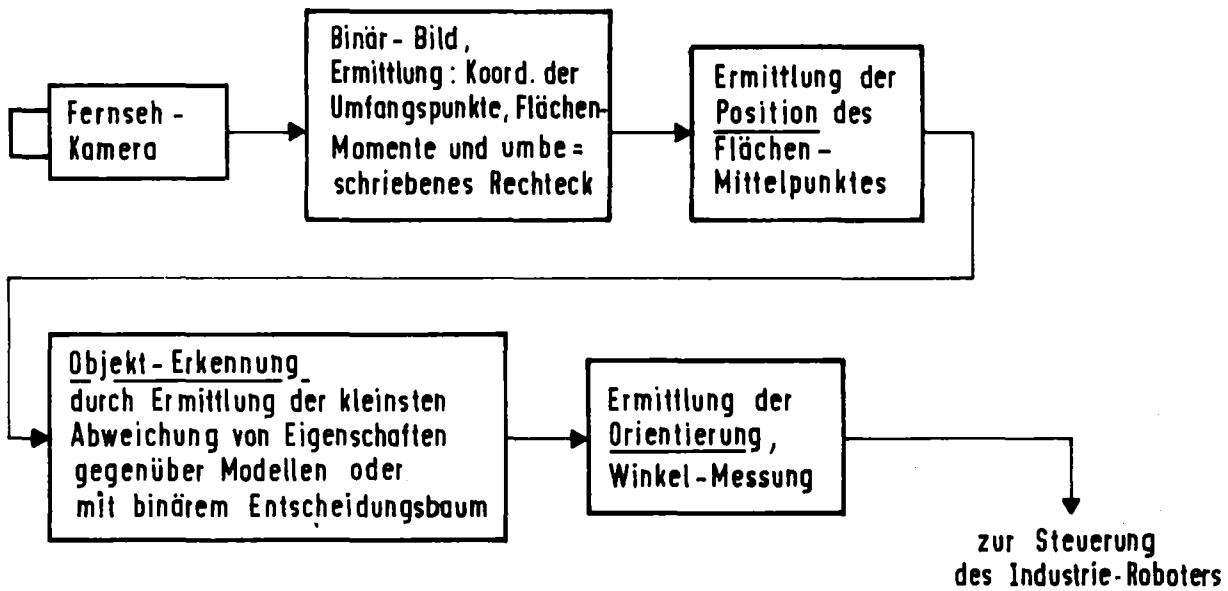 Fernseh-
Kamera
Binär-Bild,
Ermittlung: Koord. der
Umfangspunkte, Flächen-
Momente und umbe=
schriebenes Rechteck
Ermittlung der
Position des
Flächen-
Mittelpunktes
Objekt-Erkennung
durch Ermittlung der kleinsten
Abweichung von Eigenschaften
gegenüber Modellen oder
mit binärem Entscheidungsbaum
Ermittlung der
Orientierung,
Winkel-Messung
zur Steuerung
des Industrie-Roboters